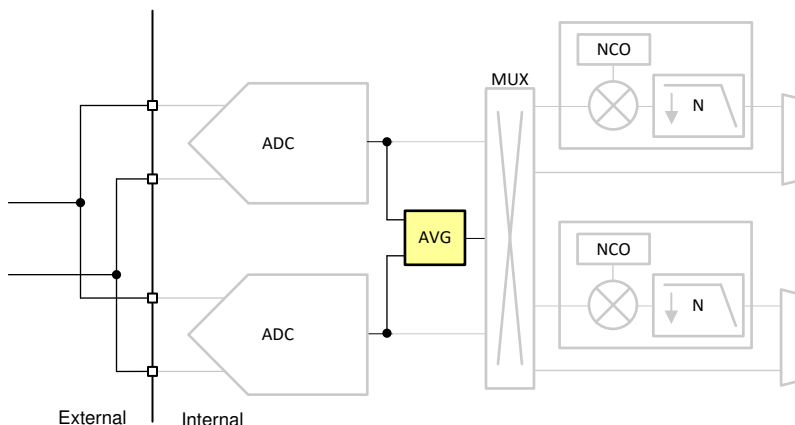 NCO
MUX
N
ADC
AVG
NCO
N
ADC
External
Internal